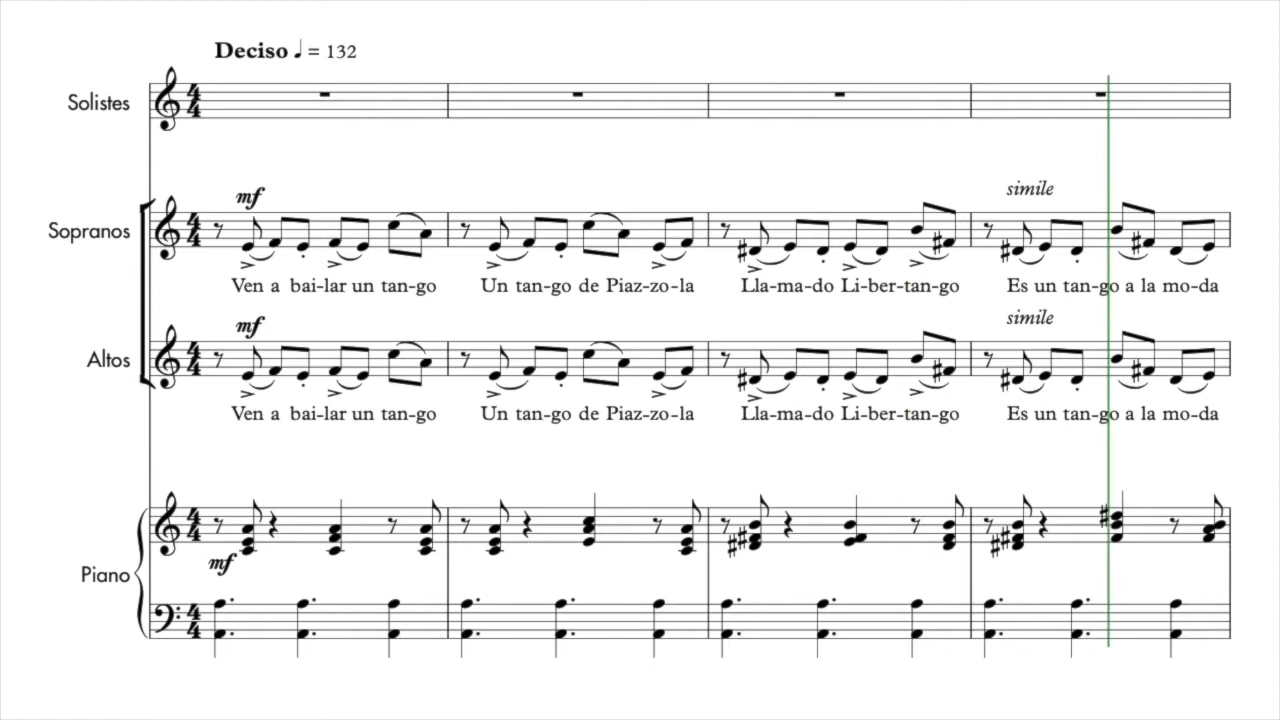 Deciso ♩ = 132
Solistes
mf
simile
Sopranos
Ven a bai-lar un tan-go Un tan-go de Piaz-zo-la Lla-ma-do Li-ber-tan-go Es un tan-go a la mo-da
mf
simile
Altos
Ven a bai-lar un tan-go Un tan-go de Piaz-zo-la Lla-ma-do Li-ber-tan-go Es un tan-go a la mo-da
mf
Piano